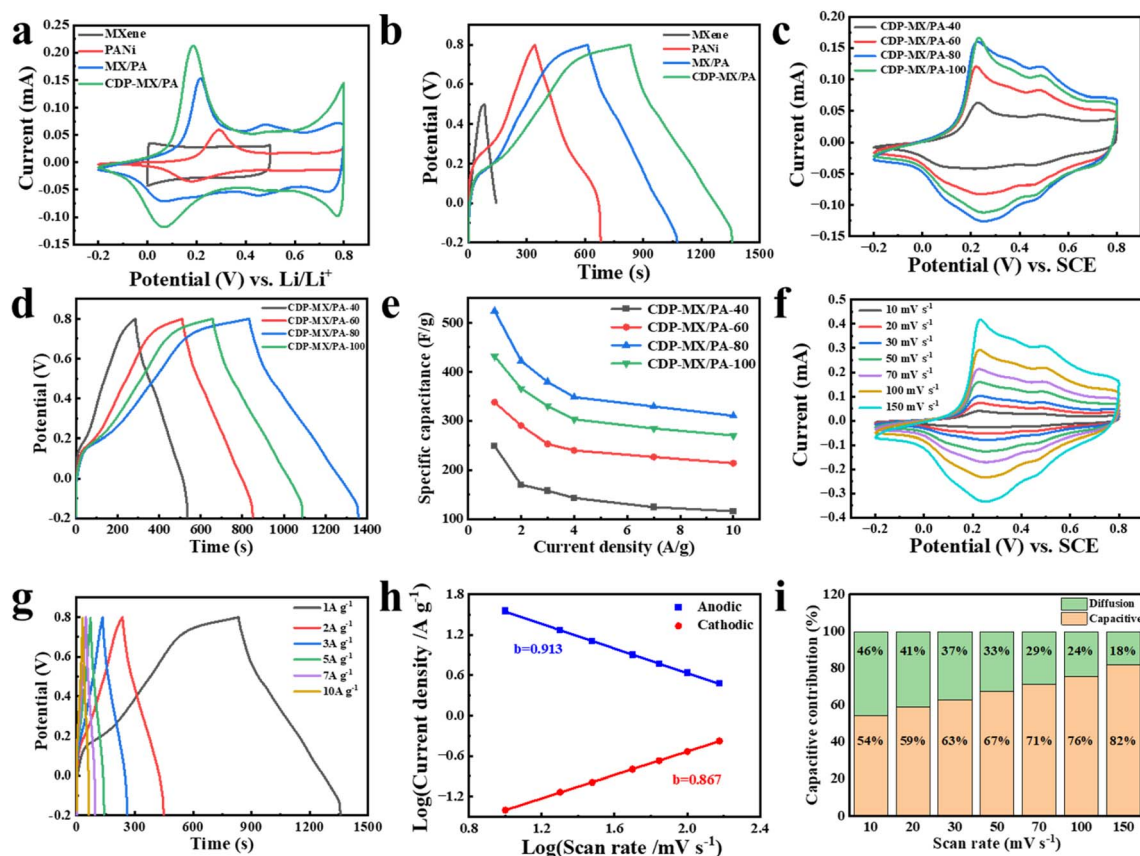 a
MXene
PANi
MX/PA
CDP-MX/PA
Current (mA)
0.25
0.20
0.15
0.10
0.05
0.00
−0.05
−0.10
-0.15
-0.2 0.0 0.2 0.4 0.6 0.8
Potential (V) vs. Li/Li+
b
MXene
PANi
MX/PA
CDP-MX/PA
Potential (V)
0.8
0.6
0.4
0.2
0.0
-0.2
0 300 600 900 1200
Time (s)
c
CDP-MX/PA-40
CDP-MX/PA-60
CDP-MX/PA-80
CDP-MX/PA-100
Current (mA)
0.20
0.15
0.10
0.05
0.00
−0.05
−0.10
−0.15
−0.2 0.0 0.2 0.4 0.6 0.8
Potential (V) vs. SCE
d
CDP-MX/PA-40
CDP-MX/PA-60
CDP-MX/PA-80
CDP-MX/PA-100
Potential (V)
0.8
0.4
0.0
-0.2
0 200 400 600 800 1000 1200 1400
Time (s)
e
CDP-MX/PA-40
CDP-MX/PA-60
CDP-MX/PA-80
CDP-MX/PA-100
Specific capacitance (F/g)
500
400
300
200
100
0 2 4 6 8 10
Current density (A/g)
f
10 mV s-1
20 mV s-1
30 mV s-1
50 mV s-1
70 mV s-1
100 mV s-1
150 mV s-1
Current (mA)
0.5
0.4
0.3
0.2
0.1
0.0
−0.1
−0.2
−0.3
−0.4
−0.2 0.0 0.2 0.4 0.6 0.8
Potential (V) vs. SCE
g
1A g-1
2A g-1
3A g-1
5A g-1
7A g-1
10A g-1
Potential (V)
0.8
0.4
0.0
0.2
0 300 600 900 1200
Time (s)
h
Anodic
Cathodic
b=0.913
b=0.867
Log(Current density /A g-1)
1.8
1.2
0.6
0.0
−0.6
−1.2
0.6 0.9 1.2 1.5 1.8 2.1 2.4
Log(Scan rate /mV s-1)
i
Diffusion
Capacitive
Capacitive contribution (%)
100
80
60
40
20
0
46% 41% 37% 33% 29% 24% 18%
54% 59% 63% 67% 71% 76% 82%
10 20 30 50 70 100 150
Scan rate (mV s-1)